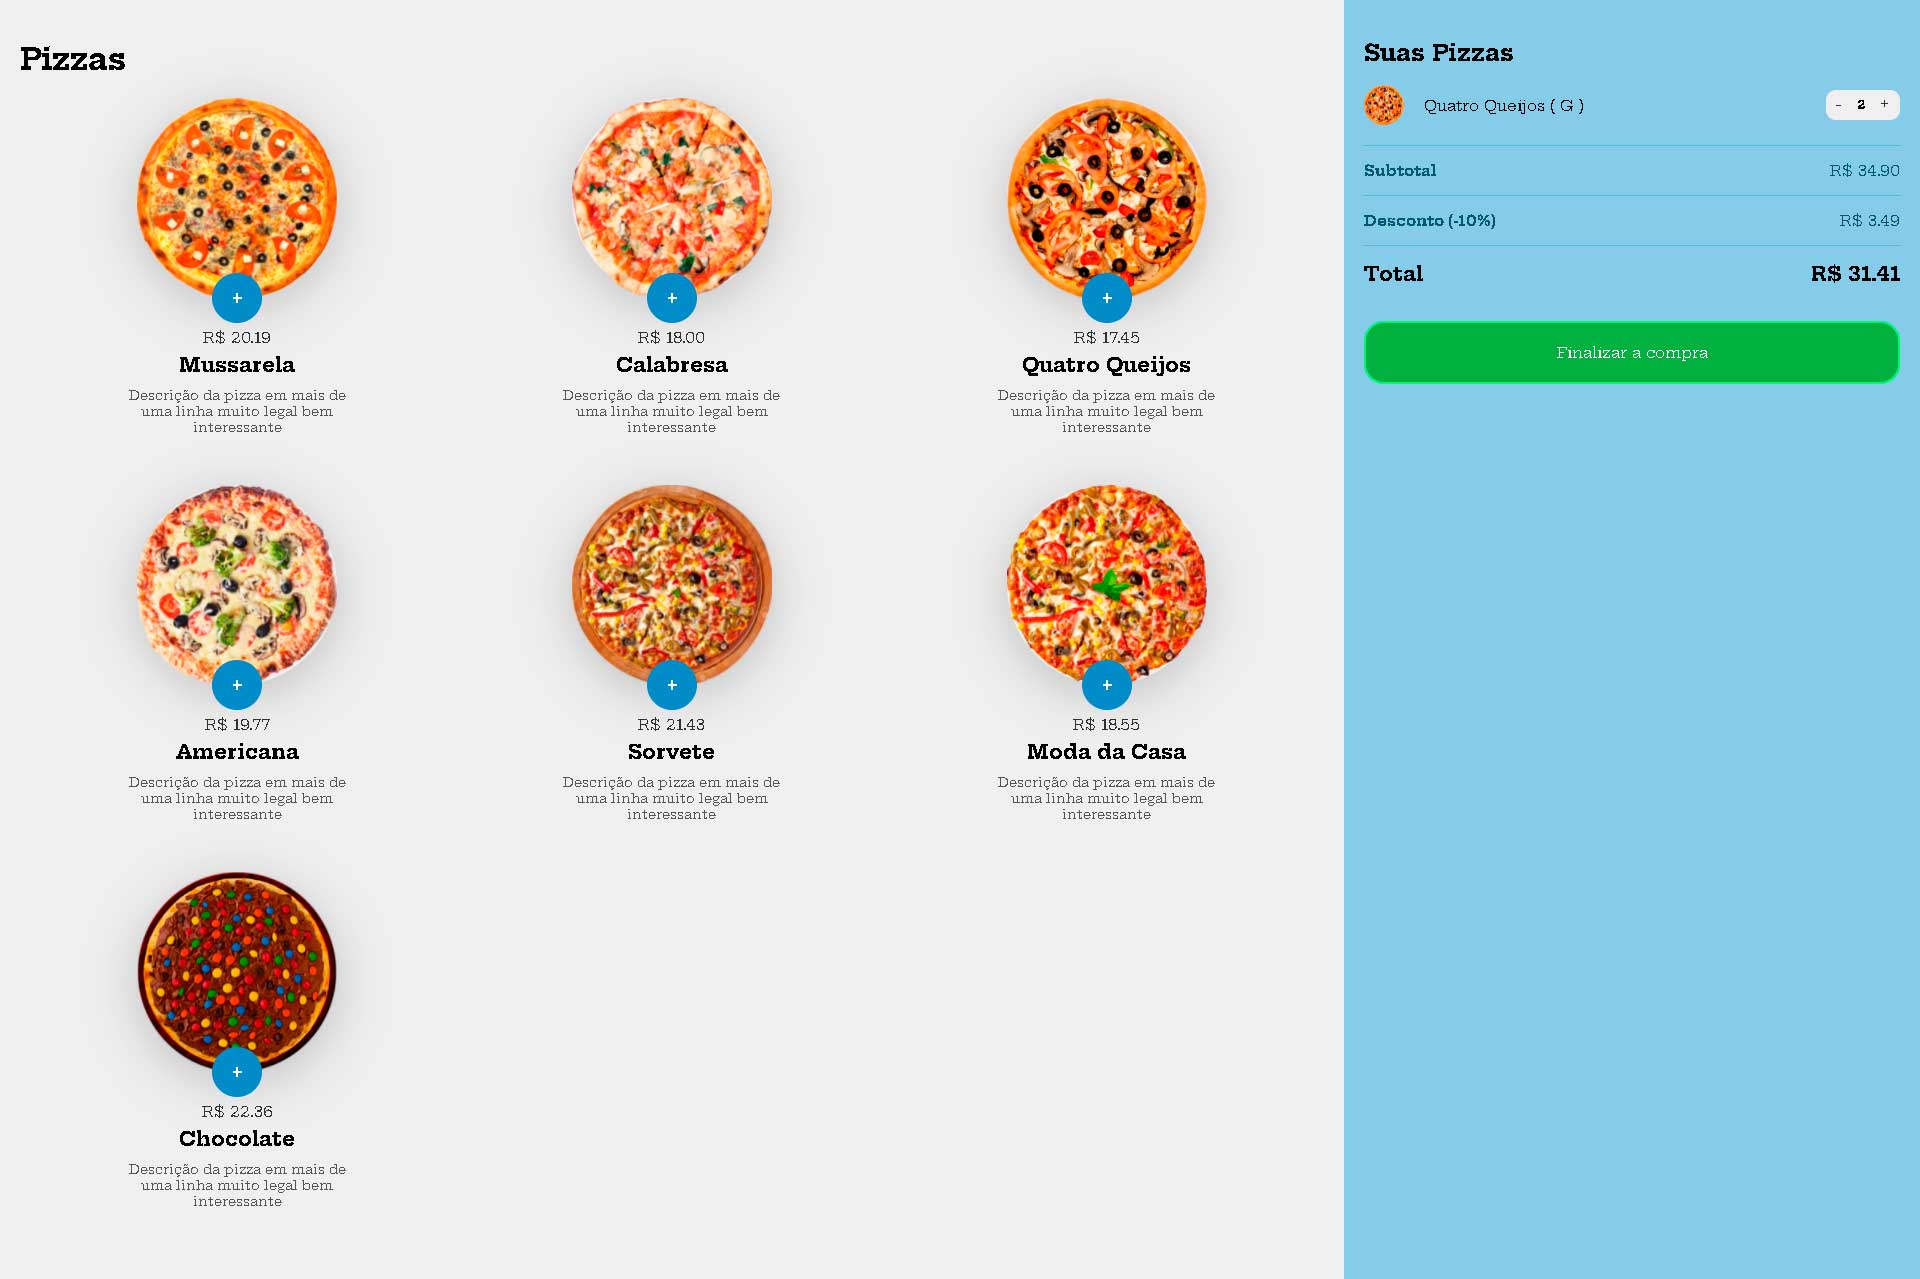 Pizzas
+
R$ 20.19
Mussarela
Descrição da pizza em mais de
uma linha muito legal bem
interessante
+
R$ 18.00
Calabresa
Descrição da pizza em mais de
uma linha muito legal bem
interessante
+
R$ 17.45
Quatro Queijos
Descrição da pizza em mais de
uma linha muito legal bem
interessante
+
R$ 19.77
Americana
Descrição da pizza em mais de
uma linha muito legal bem
interessante
+
R$ 21.43
Sorvete
Descrição da pizza em mais de
uma linha muito legal bem
interessante
+
R$ 18.55
Moda da Casa
Descrição da pizza em mais de
uma linha muito legal bem
interessante
+
R$ 22.36
Chocolate
Descrição da pizza em mais de
uma linha muito legal bem
interessante
Suas Pizzas
Quatro Queijos ( G ) - 2 +
Subtotal R$ 34.90
Desconto (-10%) R$ 3.49
Total R$ 31.41
Finalizar a compra